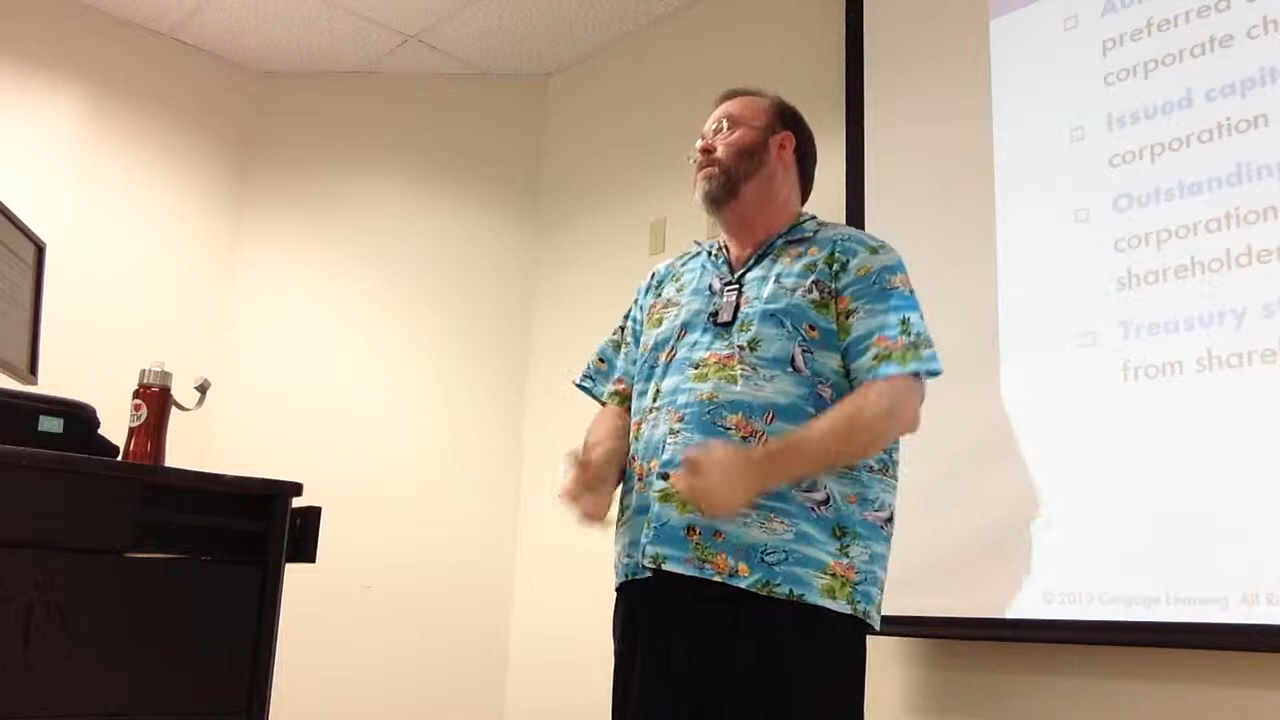 preferred
corporate ch
Issued capit
corporation
Outstanding
corporation
shareholder
Treasury s
from share
© 2013 Cengage Learning. All Ri